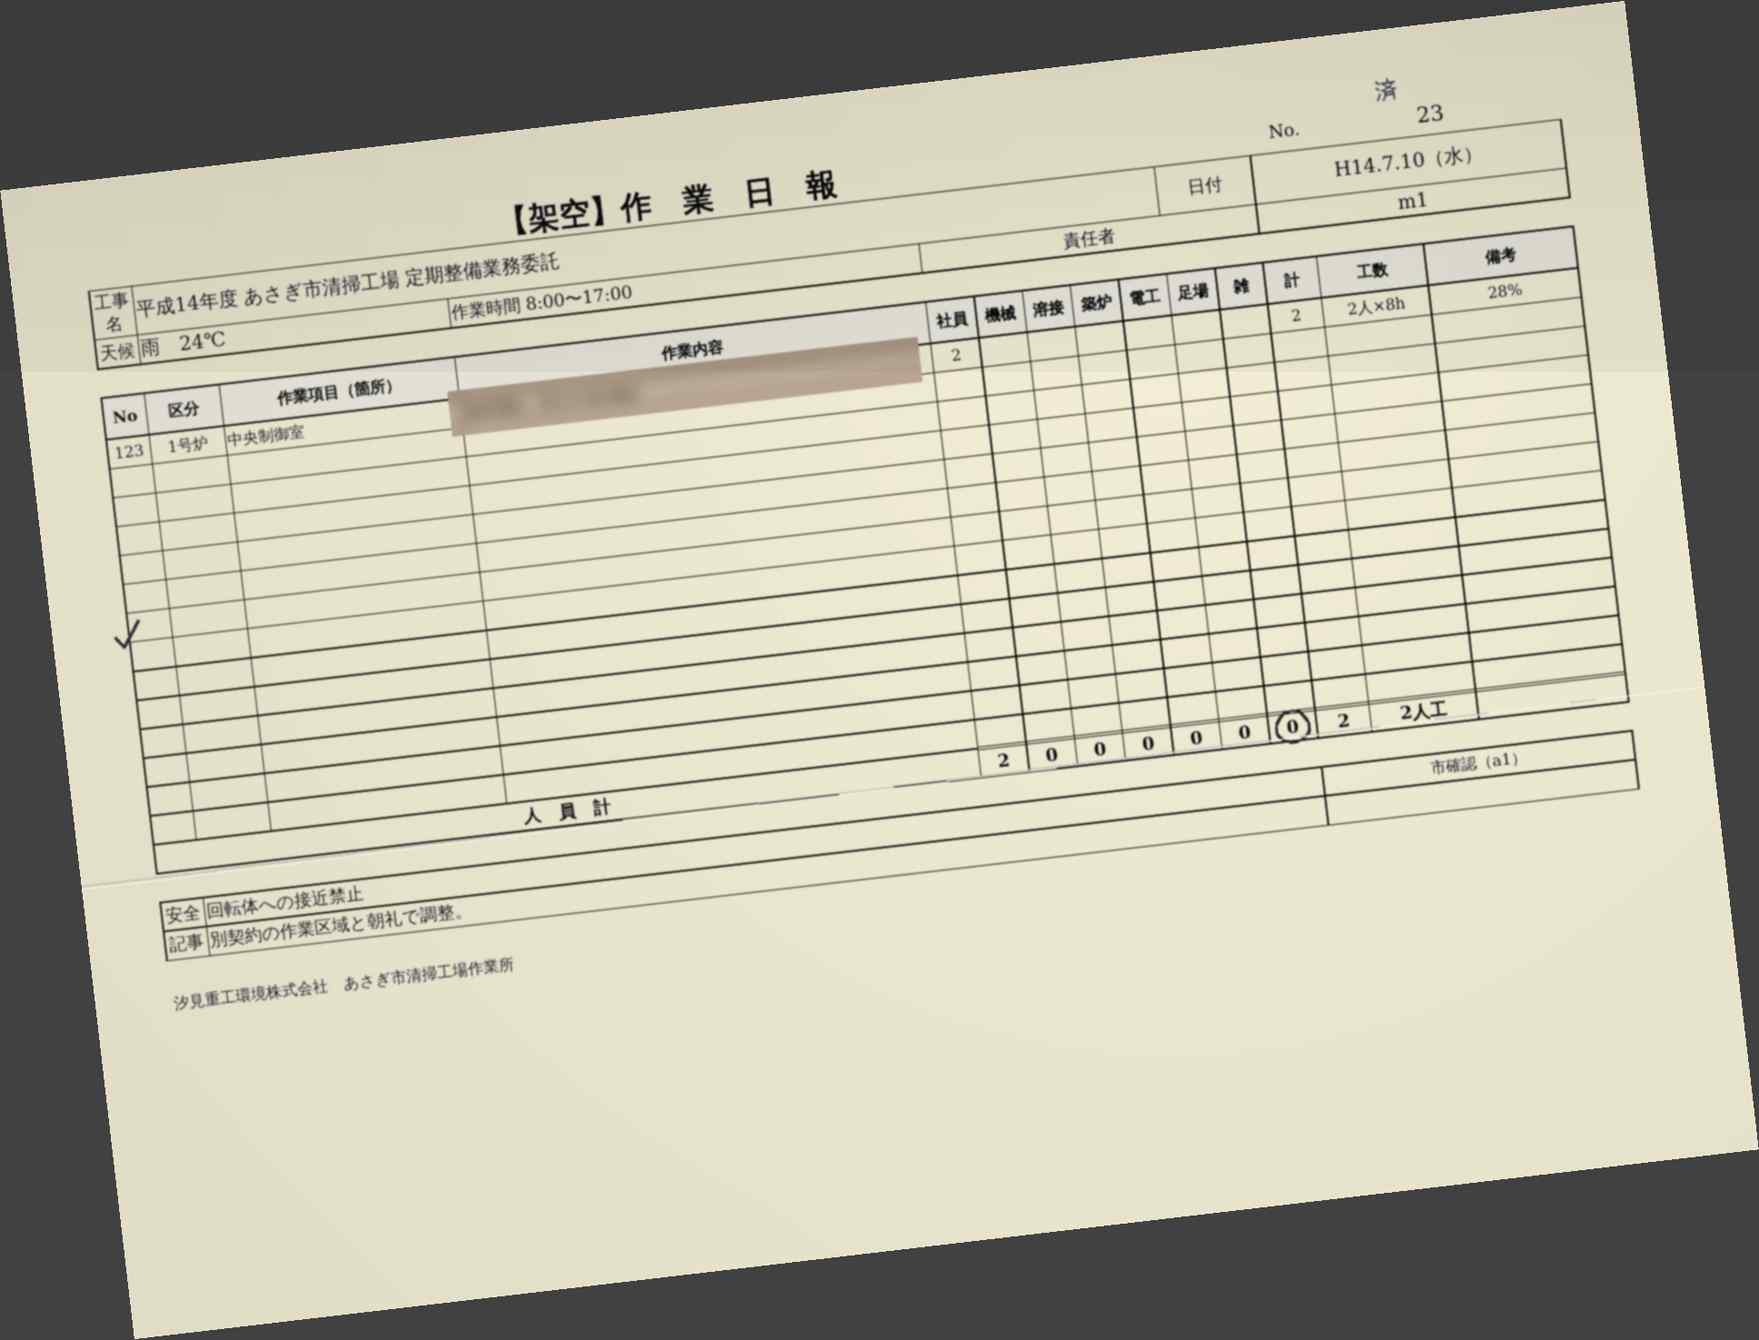 済
No. 23
【架空】作 業 日 報
工事名 平成14年度 あさぎ市清掃工場 定期整備業務委託 日付 H14.7.10（水）
天候 雨 24℃ 作業時間 8:00〜17:00 責任者 m1
No 区分 作業項目（箇所） 作業内容 社員 機械 溶接 築炉 電工 足場 雑 計 工数 備考
123 1号炉 中央制御室 2 2 2人×8h 28%
人 員 計 2 0 0 0 0 0 0 2 2人工
市確認（a1）
安全 回転体への接近禁止
記事 別契約の作業区域と朝礼で調整。
汐見重工環境株式会社 あさぎ市清掃工場作業所